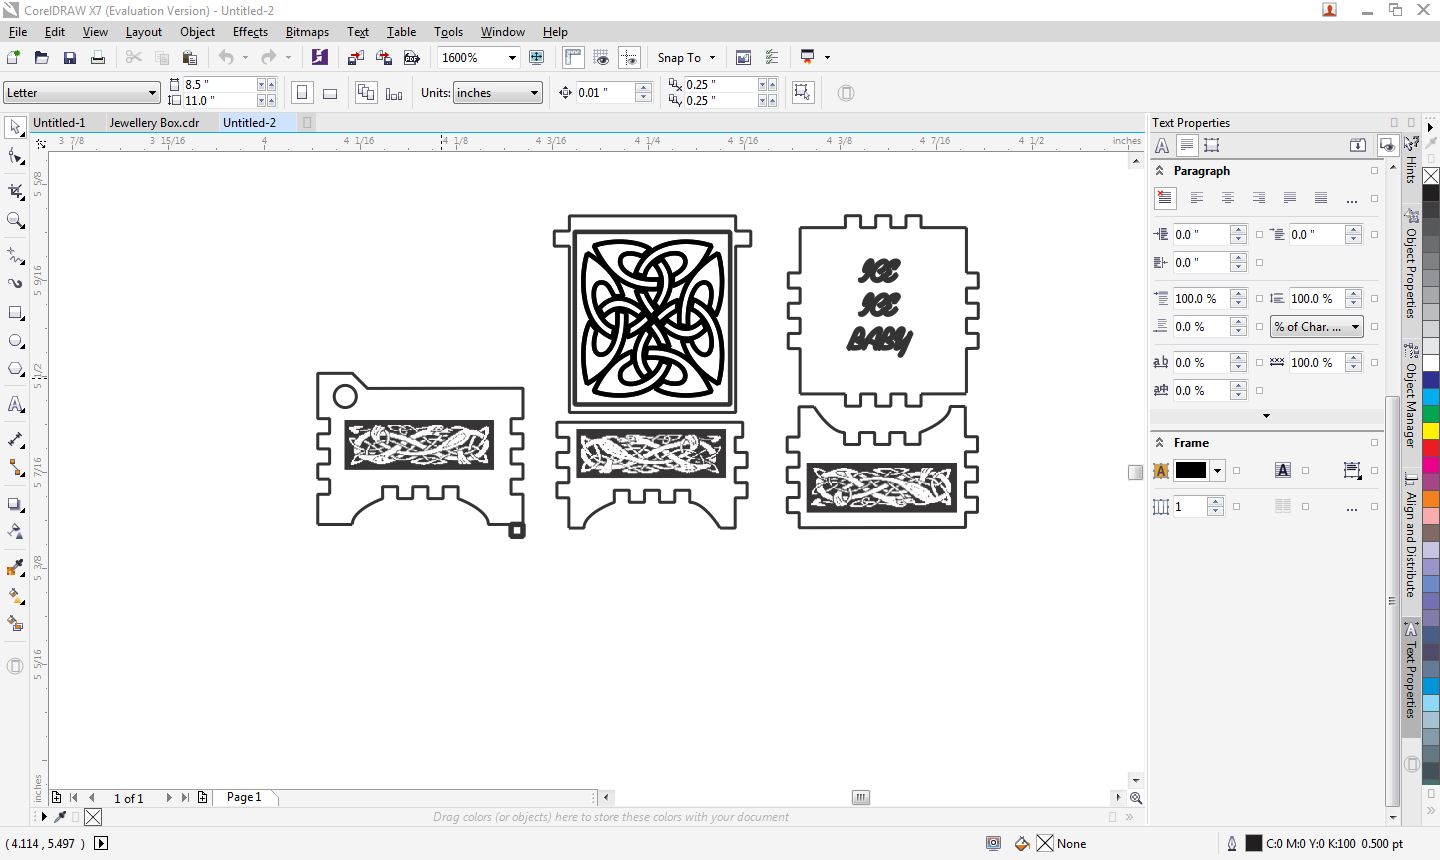 CorelDRAW X7 (Evaluation Version) - Untitled-2
File Edit View Layout Object Effects Bitmaps Text Table Tools Window Help
1600% Snap To
Letter 8.5 " 11.0 " Units: inches 0.01 " 0.25 " 0.25 "
Untitled-1 Jewellery Box.cdr Untitled-2
3 7/8 3 15/16 4 4 1/16 4 1/8 4 3/16 4 1/4 4 5/16 4 3/8 4 7/16 4 1/2 inches
5 5/8
5 9/16
5 1/2
5 7/16
5 3/8
5 5/16
inches
ICE
ICE
BABY
Text Properties
Paragraph
0.0 " 0.0 "
0.0 "
100.0 % 100.0 %
0.0 % % of Char. ...
ab 0.0 % xxx 100.0 %
0.0 %
Frame
1
Hints
Object Properties
Object Manager
Align and Distribute
Text Properties
1 of 1 Page 1
Drag colors (or objects) here to store these colors with your document
( 4.114 , 5.497 ) None C:0 M:0 Y:0 K:100 0.500 pt